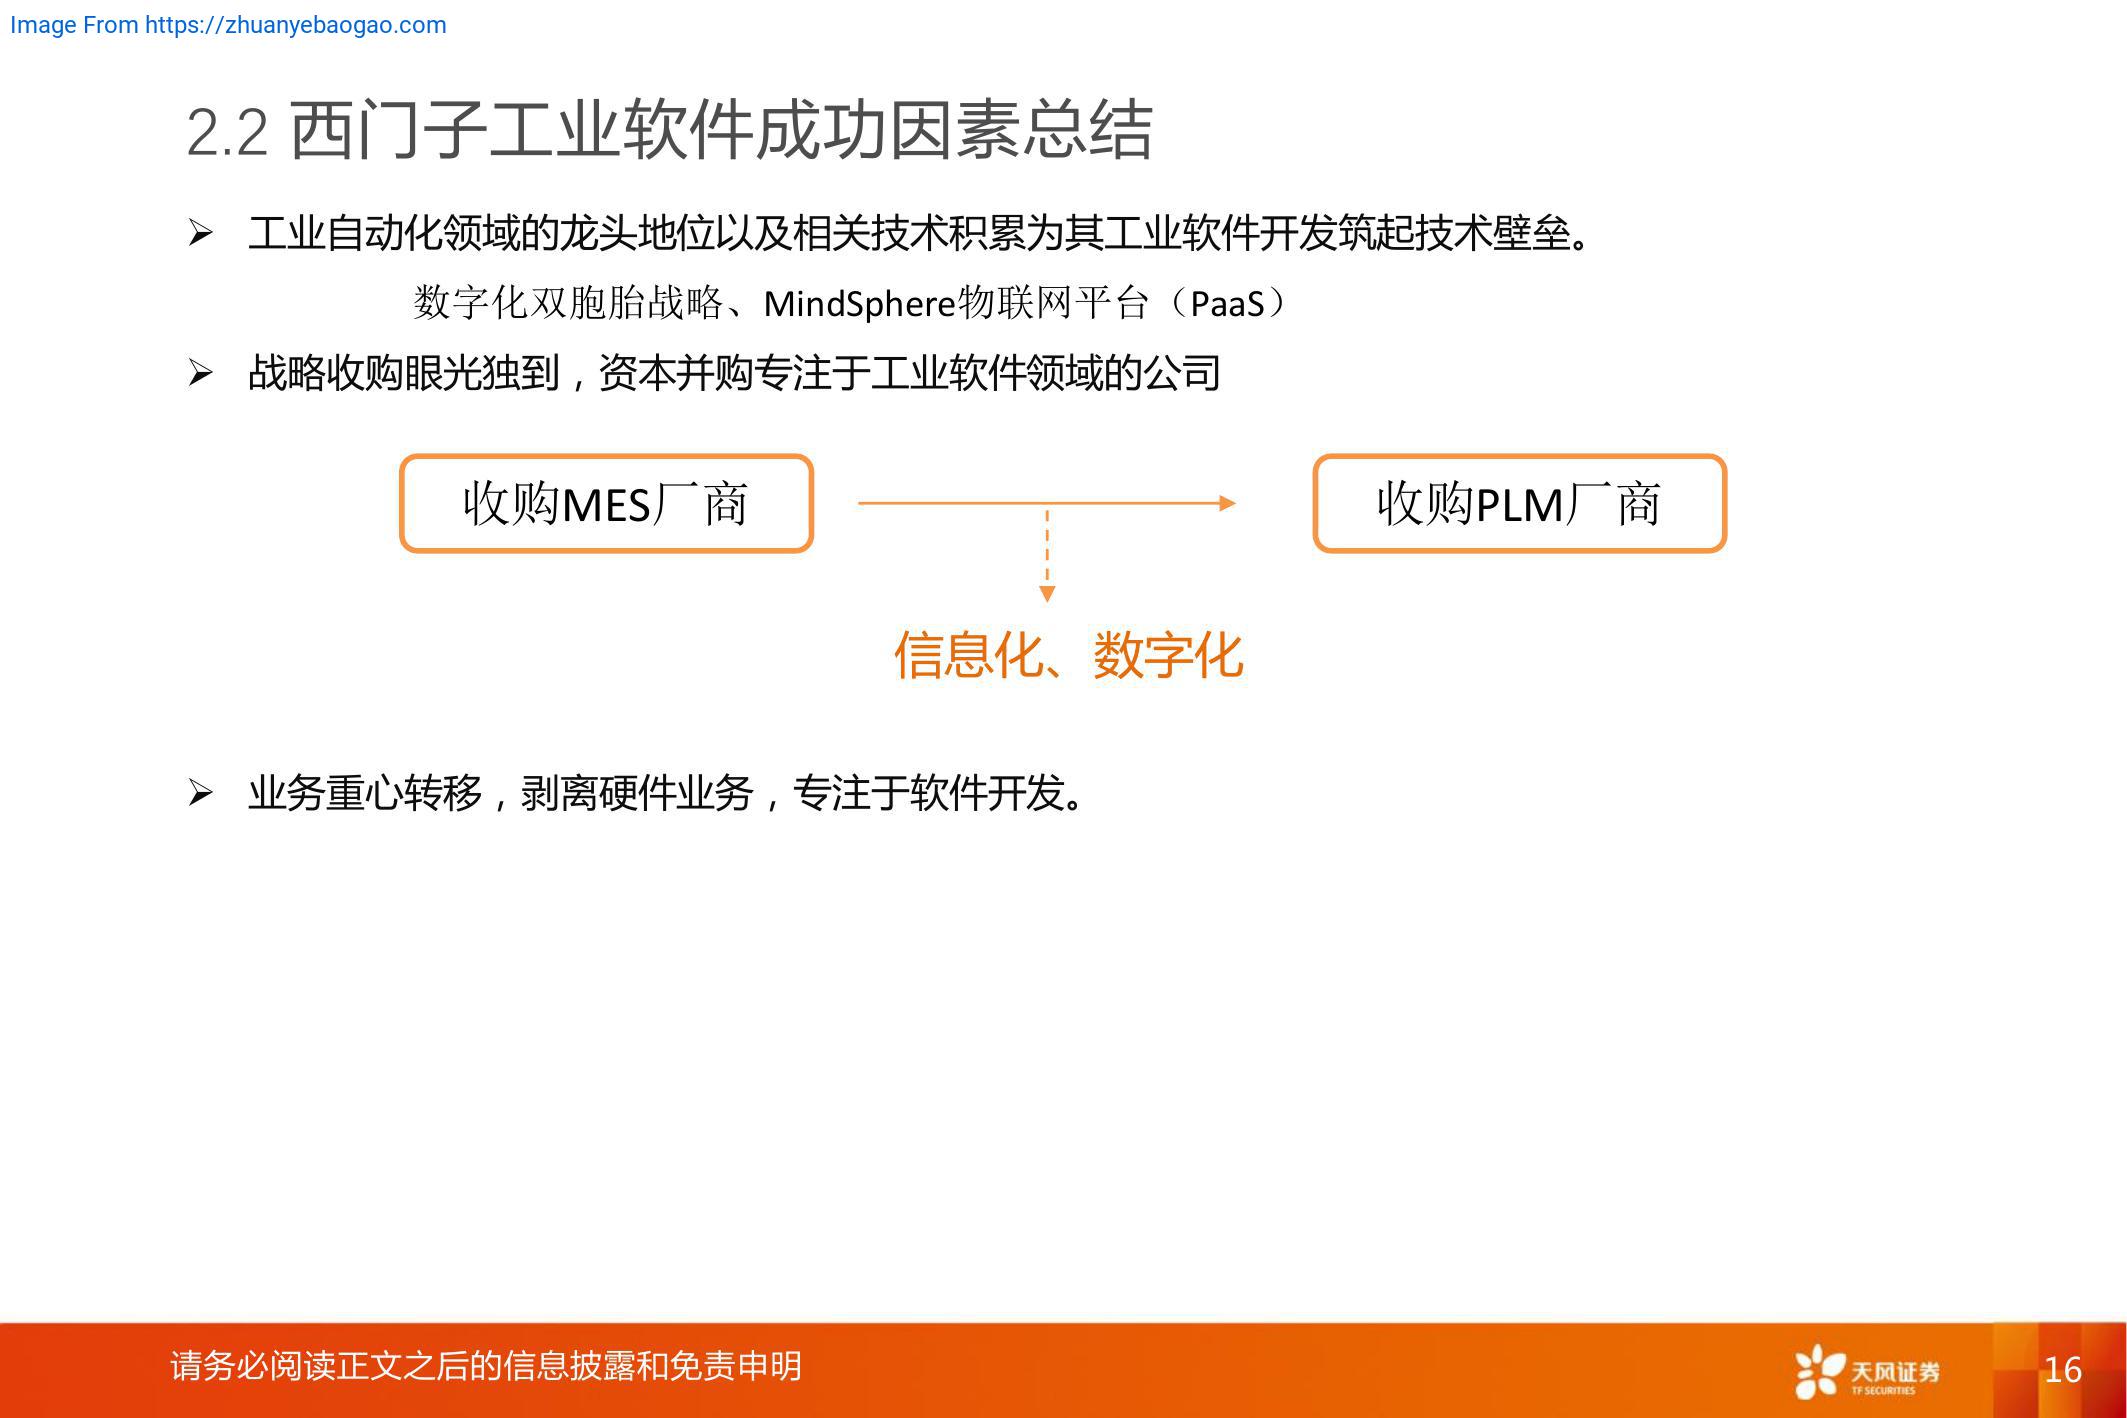 Image From https://zhuanyebaogao.com
2.2 西门子工业软件成功因素总结
➢ 工业自动化领域的龙头地位以及相关技术积累为其工业软件开发筑起技术壁垒。
数字化双胞胎战略、MindSphere物联网平台（PaaS）
➢ 战略收购眼光独到，资本并购专注于工业软件领域的公司
收购MES厂商
收购PLM厂商
信息化、数字化
➢ 业务重心转移，剥离硬件业务，专注于软件开发。
请务必阅读正文之后的信息披露和免责申明
天风证券
TF SECURITIES
16